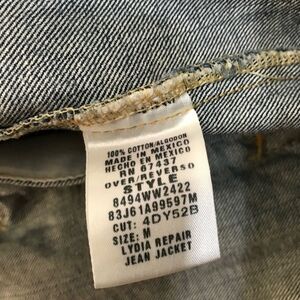 100% COTTON/ALGODON
MADE IN MEXICO
HECHO EN MEXICO
RN 67437
OVER/REVERSO
STYLE
8494WW2422
83J61A99597M
CUT: 4DY52B
SIZE: M
LYDIA REPAIR
JEAN JACKET